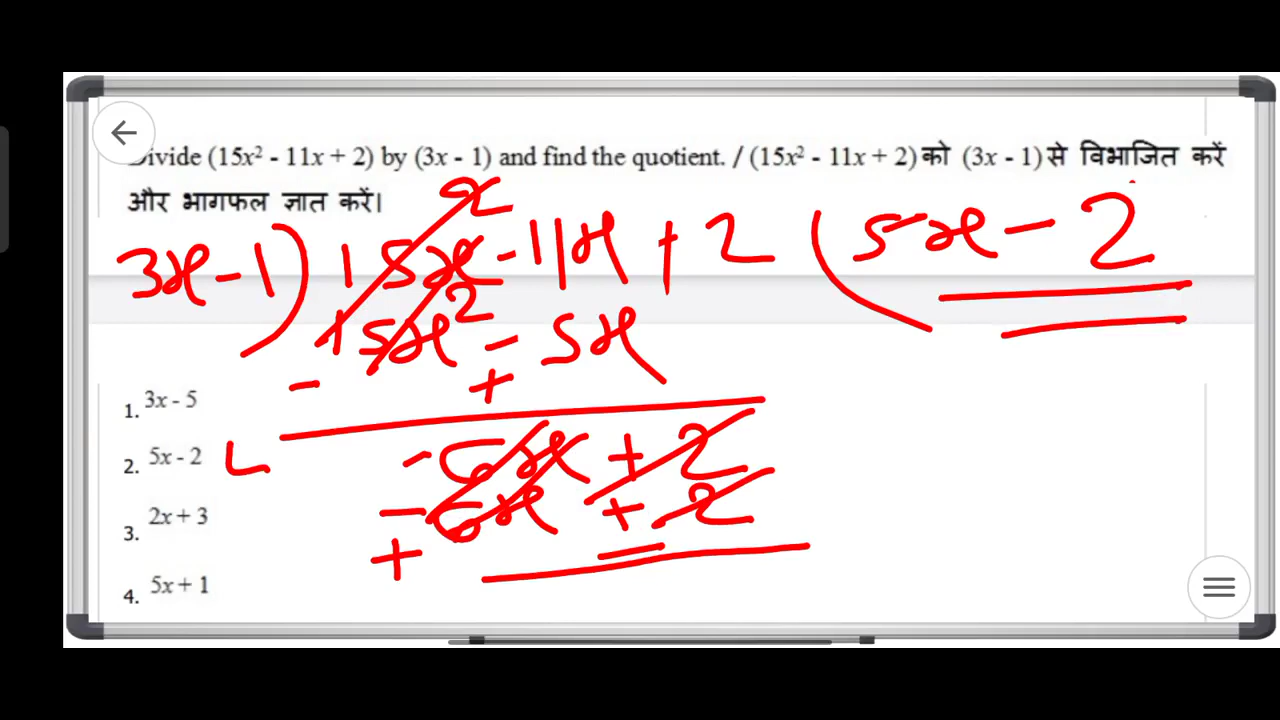 Divide (15x² - 11x + 2) by (3x - 1) and find the quotient. / (15x² - 11x + 2) को (3x - 1) से विभाजित करें
और भागफल ज्ञात करें।
3x - 1 ) 15x² - 11x + 2 ( 5x - 2
15x² - 5x
- +
- 6x + 2
- 6x + 2
+ -
1. 3x - 5
2. 5x - 2
3. 2x + 3
4. 5x + 1